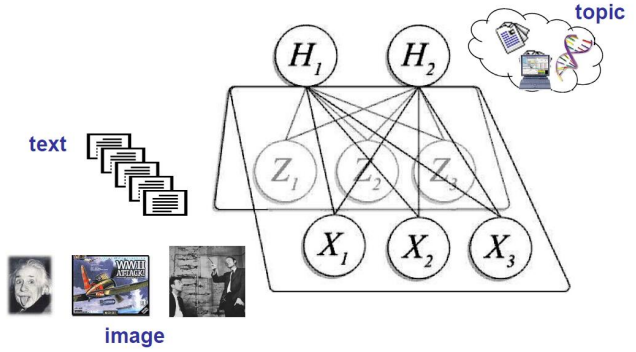 topic
H1 H2
text
Z1 Z2 Z3
X1 X2 X3
WWII
ATTACK!
image